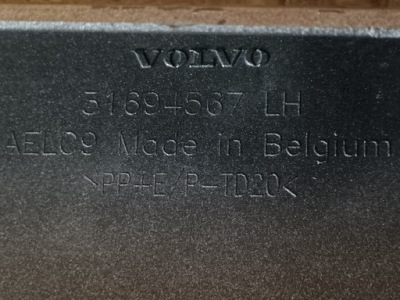 VOLVO
31694567 LH
AELC9 Made in Belgium
>PP+E/P-TD20<